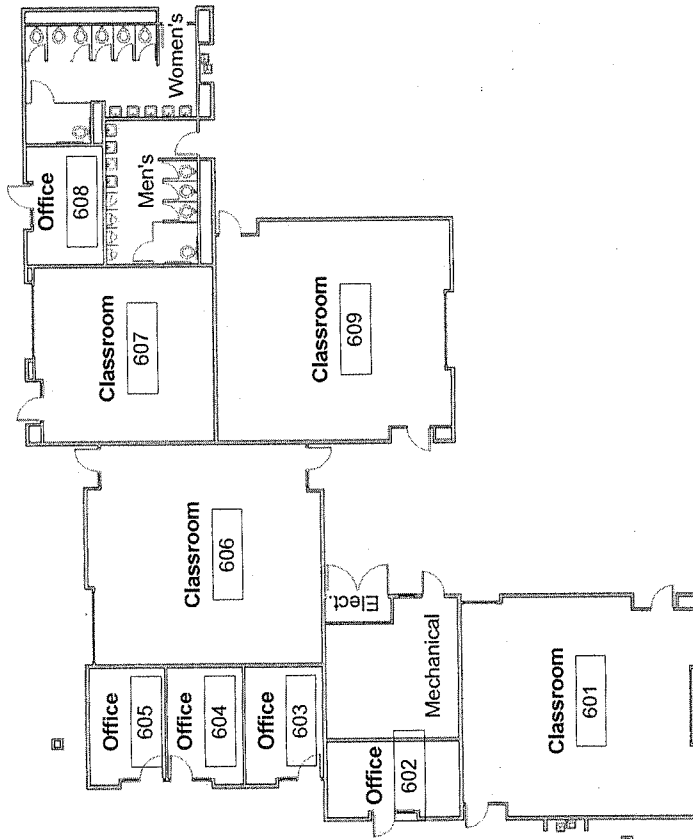 Women's
Office
608
Men's
Classroom
607
Classroom
609
Classroom
606
Elect.
Mechanical
Office
605
Office
604
Office
603
Office
602
Classroom
601